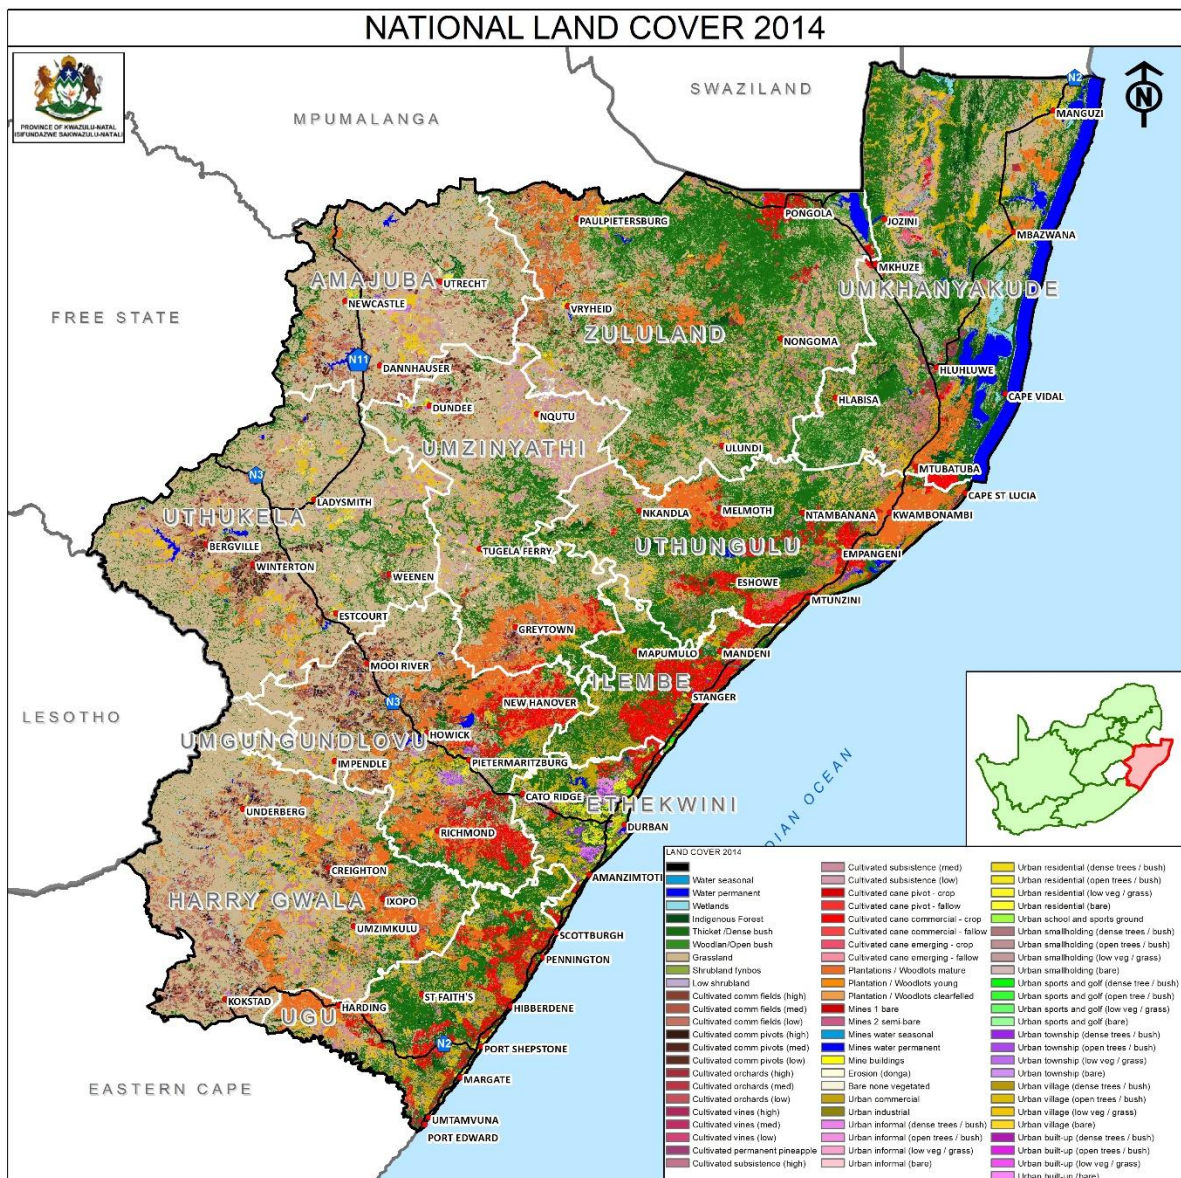 NATIONAL LAND COVER 2014
PROVINCE OF KWAZULU-NATAL
ISIFUNDAZWE SAKWAZULU-NATALI
SWAZILAND
MPUMALANGA
N2
N
MANGUZI
PAULPIETERSBURG
PONGOLA
JOZINI
MBAZWANA
MKHUZE
AMAJUBA
UTRECHT
UMKHANYAKUDE
NEWCASTLE
VRYHEID
FREE STATE
ZULULAND
NONGOMA
N11
DANNHAUSER
HLUHLUWE
CAPE VIDAL
HLABISA
DUNDEE
NQUTU
UMZINYATHI
ULUNDI
N3
MTUBATUBA
LADYSMITH
CAPE ST LUCIA
UTHUKELA
NKANDLA
MELMOTH
NTAMBANANA
KWAMBONAMBI
BERGVILLE
TUGELA FERRY
UTHUNGULU
EMPANGENI
WINTERTON
WEENEN
ESHOWE
MTUNZINI
ESTCOURT
GREYTOWN
MAPUMULO
MANDENI
MOOI RIVER
ILEMBE
STANGER
N3
NEW HANOVER
LESOTHO
HOWICK
UMGUNGUNDLOVU
IMPENDLE
PIETERMARITZBURG
CATO RIDGE
ETHEKWINI
UNDERBERG
DURBAN
RICHMOND
DIAN OCEAN
CREIGHTON
AMANZIMTOTI
HARRY GWALA
IXOPO
UMZIMKULU
SCOTTBURGH
PENNINGTON
KOKSTAD
HARDING
ST FAITH'S
HIBBERDENE
UGU
N2
PORT SHEPSTONE
MARGATE
EASTERN CAPE
UMTAMVUNA
PORT EDWARD
LAND COVER 2014
Water seasonal
Water permanent
Wetlands
Indigenous Forest
Thicket /Dense bush
Woodlan/Open bush
Grassland
Shrubland fynbos
Low shrubland
Cultivated comm fields (high)
Cultivated comm fields (med)
Cultivated comm fields (low)
Cultivated comm pivots (high)
Cultivated comm pivots (med)
Cultivated comm pivots (low)
Cultivated orchards (high)
Cultivated orchards (med)
Cultivated orchards (low)
Cultivated vines (high)
Cultivated vines (med)
Cultivated vines (low)
Cultivated permanent pineapple
Cultivated subsistence (high)
Cultivated subsistence (med)
Cultivated subsistence (low)
Cultivated cane pivot - crop
Cultivated cane pivot - fallow
Cultivated cane commercial - crop
Cultivated cane commercial - fallow
Cultivated cane emerging - crop
Cultivated cane emerging - fallow
Plantations / Woodlots mature
Plantation / Woodlots young
Plantation / Woodlots clearfelled
Mines 1 bare
Mines 2 semi-bare
Mines water seasonal
Mines water permanent
Mine buildings
Erosion (donga)
Bare none vegetated
Urban commercial
Urban industrial
Urban informal (dense trees / bush)
Urban informal (open trees / bush)
Urban informal (low veg / grass)
Urban informal (bare)
Urban residential (dense trees / bush)
Urban residential (open trees / bush)
Urban residential (low veg / grass)
Urban residential (bare)
Urban school and sports ground
Urban smallholding (dense trees / bush)
Urban smallholding (open trees / bush)
Urban smallholding (low veg / grass)
Urban smallholding (bare)
Urban sports and golf (dense tree / bush)
Urban sports and golf (open tree / bush)
Urban sports and golf (low veg / grass)
Urban sports and golf (bare)
Urban township (dense trees / bush)
Urban township (open trees / bush)
Urban township (low veg / grass)
Urban township (bare)
Urban village (dense trees / bush)
Urban village (open trees / bush)
Urban village (low veg / grass)
Urban village (bare)
Urban built-up (dense trees / bush)
Urban built-up (open trees / bush)
Urban built-up (low veg / grass)
Urban built-up (bare)